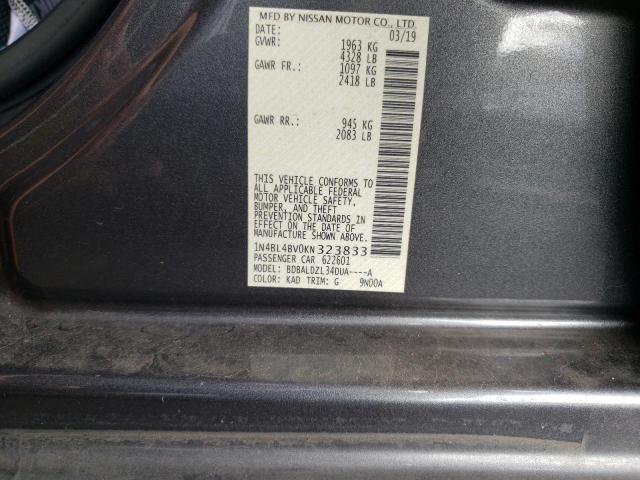 MFD BY NISSAN MOTOR CO., LTD.
DATE: 03/19
GVWR: 1963 KG
4328 LB
GAWR FR.: 1097 KG
2418 LB
GAWR RR.: 945 KG
2083 LB
THIS VEHICLE CONFORMS TO
ALL APPLICABLE FEDERAL
MOTOR VEHICLE SAFETY,
BUMPER, AND THEFT
PREVENTION STANDARDS IN
EFFECT ON THE DATE OF
MANUFACTURE SHOWN ABOVE.
1N4BL4BV0KN323833
PASSENGER CAR 622601
MODEL: BDBALDZL34DUA----A
COLOR: KAD TRIM: G 9N00A